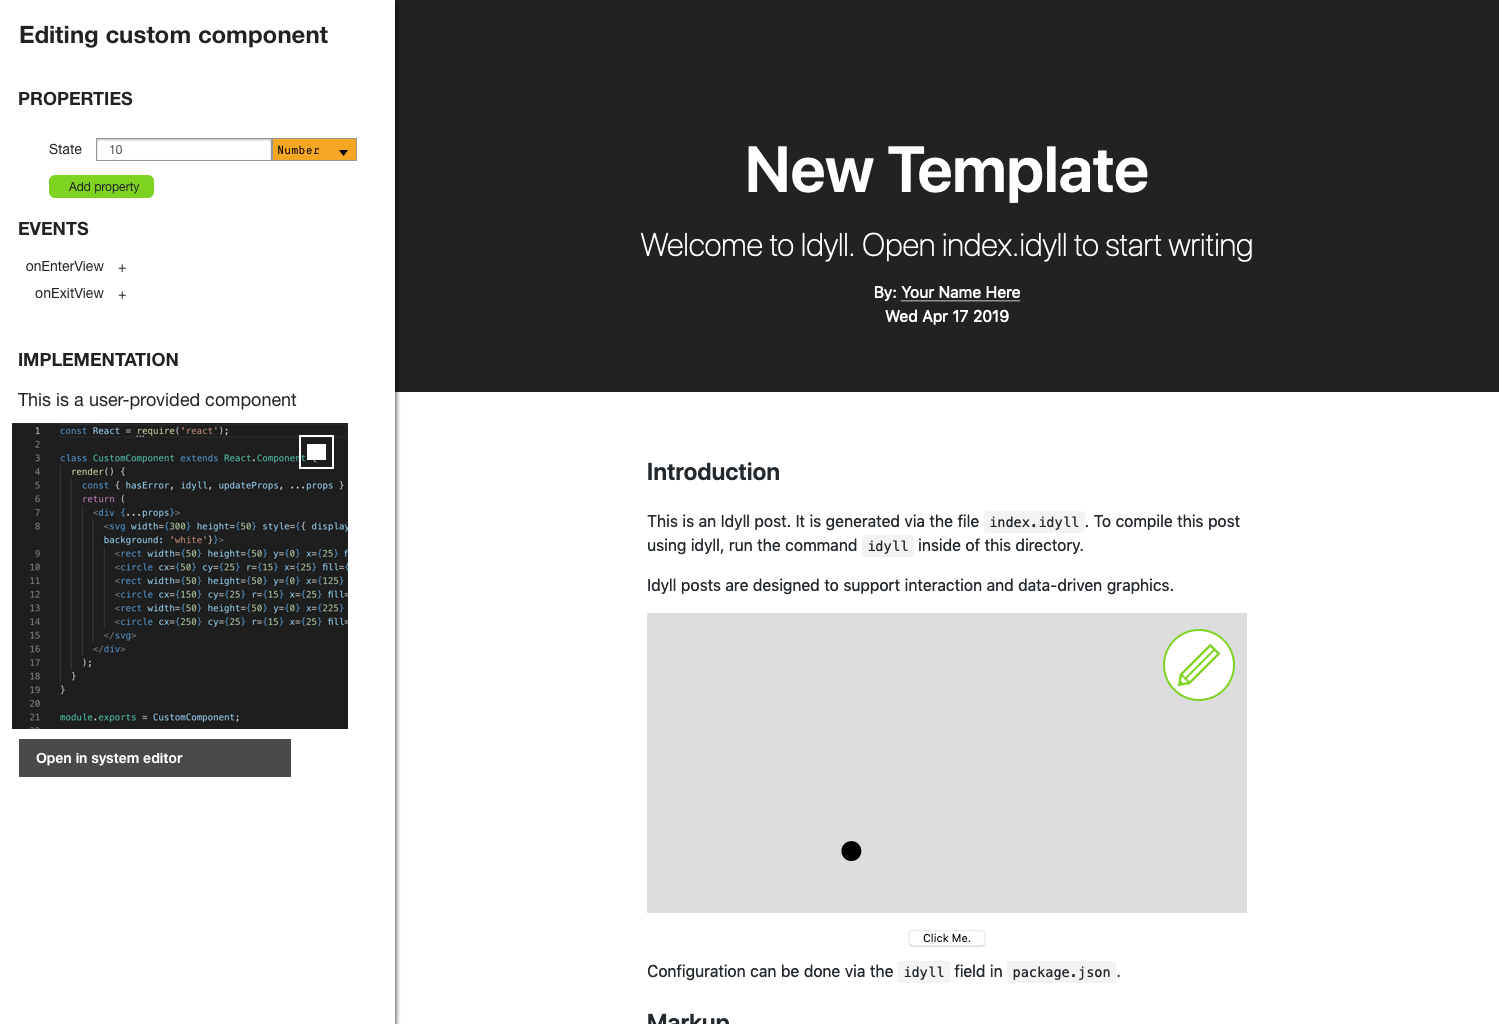 Editing custom component
PROPERTIES
State 10 Number
Add property
EVENTS
onEnterView +
onExitView +
IMPLEMENTATION
This is a user-provided component
1 const React = require('react');
2
3 class CustomComponent extends React.Component {
4 render() {
5 const { hasError, idyll, updateProps, ...props }
6 return (
7 <div {...props}>
8 <svg width={300} height={50} style={{ display
background: 'white'}}>
9 <rect width={50} height={50} y={0} x={25} f
10 <circle cx={50} cy={25} r={15} x={25} fill={
11 <rect width={50} height={50} y={0} x={125}
12 <circle cx={150} cy={25} r={15} x={25} fill=
13 <rect width={50} height={50} y={0} x={225}
14 <circle cx={250} cy={25} r={15} x={25} fill=
15 </svg>
16 </div>
17 );
18 }
19 }
20
21 module.exports = CustomComponent;
Open in system editor
New Template
Welcome to Idyll. Open index.idyll to start writing
By: Your Name Here
Wed Apr 17 2019
Introduction
This is an Idyll post. It is generated via the file index.idyll. To compile this post
using idyll, run the command idyll inside of this directory.
Idyll posts are designed to support interaction and data-driven graphics.
Click Me.
Configuration can be done via the idyll field in package.json.
Markup